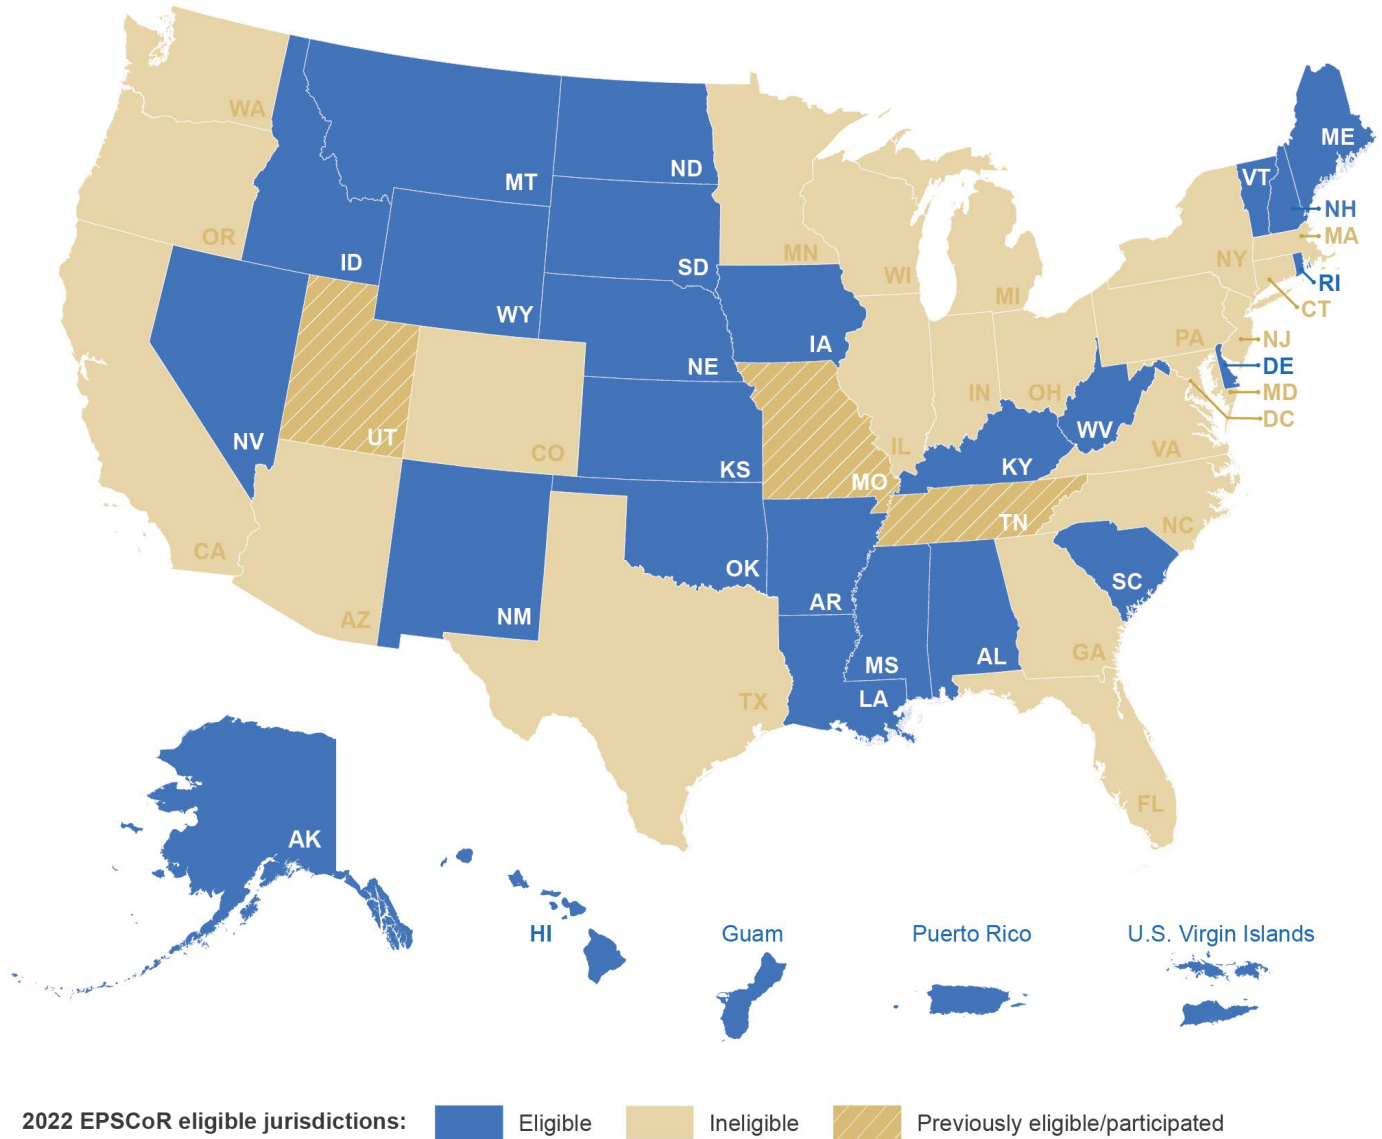 WA
ME
MT
ND
VT
NH
OR
MA
ID
SD
MN
WI
NY
RI
MI
CT
WY
IA
PA
NJ
NE
DE
IN
OH
MD
DC
NV
UT
CO
KS
MO
IL
KY
WV
VA
TN
NC
CA
OK
SC
AR
AZ
NM
MS
AL
GA
TX
LA
FL
AK
HI
Guam
Puerto Rico
U.S. Virgin Islands
2022 EPSCoR eligible jurisdictions: Eligible Ineligible Previously eligible/participated